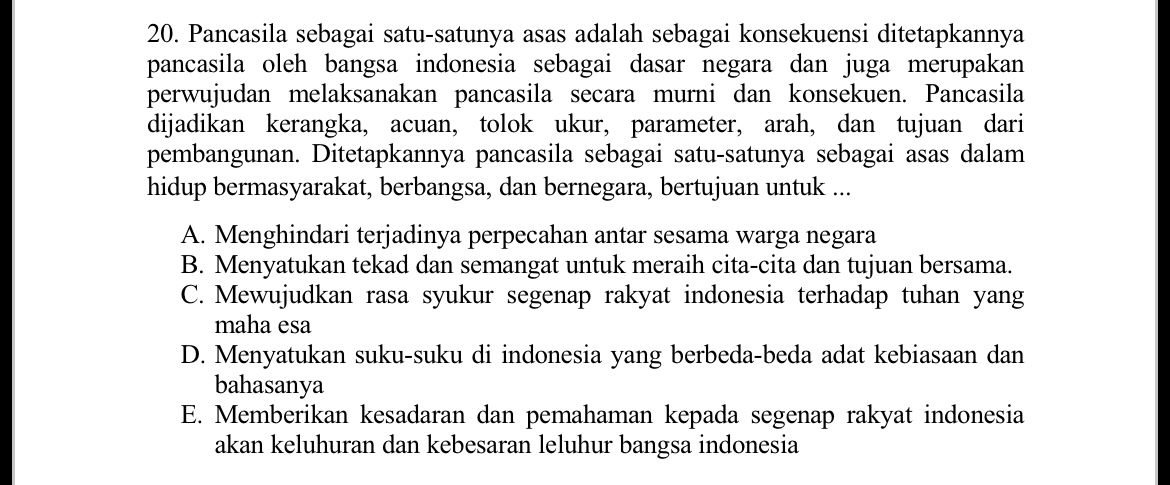 20. Pancasila sebagai satu-satunya asas adalah sebagai konsekuensi ditetapkannya
pancasila oleh bangsa indonesia sebagai dasar negara dan juga merupakan
perwujudan melaksanakan pancasila secara murni dan konsekuen. Pancasila
dijadikan kerangka, acuan, tolok ukur, parameter, arah, dan tujuan dari
pembangunan. Ditetapkannya pancasila sebagai satu-satunya sebagai asas dalam
hidup bermasyarakat, berbangsa, dan bernegara, bertujuan untuk ...
A. Menghindari terjadinya perpecahan antar sesama warga negara
B. Menyatukan tekad dan semangat untuk meraih cita-cita dan tujuan bersama.
C. Mewujudkan rasa syukur segenap rakyat indonesia terhadap tuhan yang
maha esa
D. Menyatukan suku-suku di indonesia yang berbeda-beda adat kebiasaan dan
bahasanya
E. Memberikan kesadaran dan pemahaman kepada segenap rakyat indonesia
akan keluhuran dan kebesaran leluhur bangsa indonesia